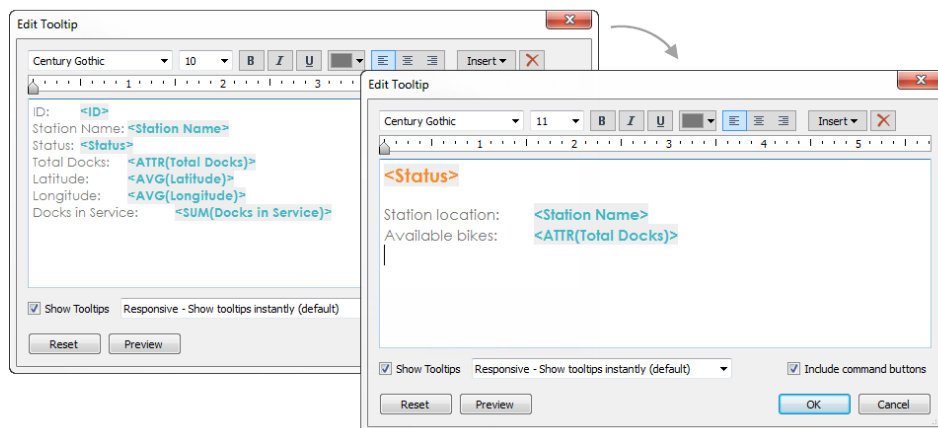 Edit Tooltip
Century Gothic 10 B I U Insert
1 2 3
ID: <ID>
Station Name: <Station Name>
Status: <Status>
Total Docks: <ATTR(Total Docks)>
Latitude: <AVG(Latitude)>
Longitude: <AVG(Longitude)>
Docks in Service: <SUM(Docks in Service)>
Show Tooltips Responsive - Show tooltips instantly (default)
Reset Preview
Edit Tooltip
Century Gothic 11 B I U Insert
1 2 3 4 5
<Status>
Station location: <Station Name>
Available bikes: <ATTR(Total Docks)>
Show Tooltips Responsive - Show tooltips instantly (default) Include command buttons
Reset Preview OK Cancel